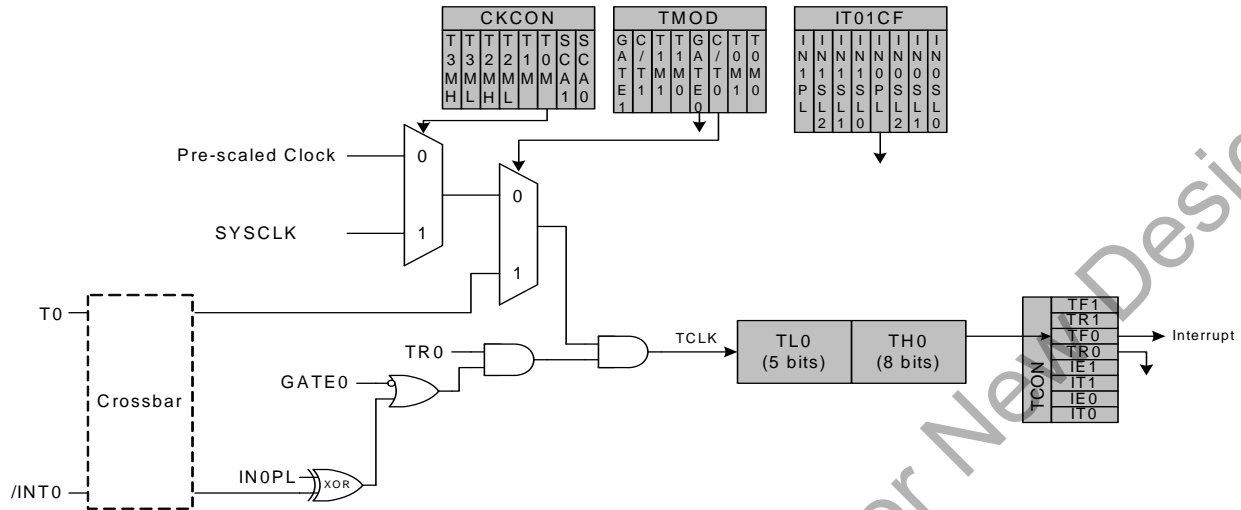 CKCON
T3MH
T3ML
T2MH
T2ML
T1M
T0M
SCA1
SCA0
TMOD
GATE1
C/T1
T1M1
T1M0
GATE0
C/T0
T0M1
T0M0
IT01CF
IN1PL
IN1SL2
IN1SL1
IN1SL0
IN0PL
IN0SL2
IN0SL1
IN0SL0
Pre-scaled Clock
0
SYSCLK
1
0
1
T0
Crossbar
/INT0
TR0
GATE0
IN0PL
XOR
TCLK
TL0
(5 bits)
TH0
(8 bits)
TCON
TF1
TR1
TF0
TR0
IE1
IT1
IE0
IT0
Interrupt
or New Desig